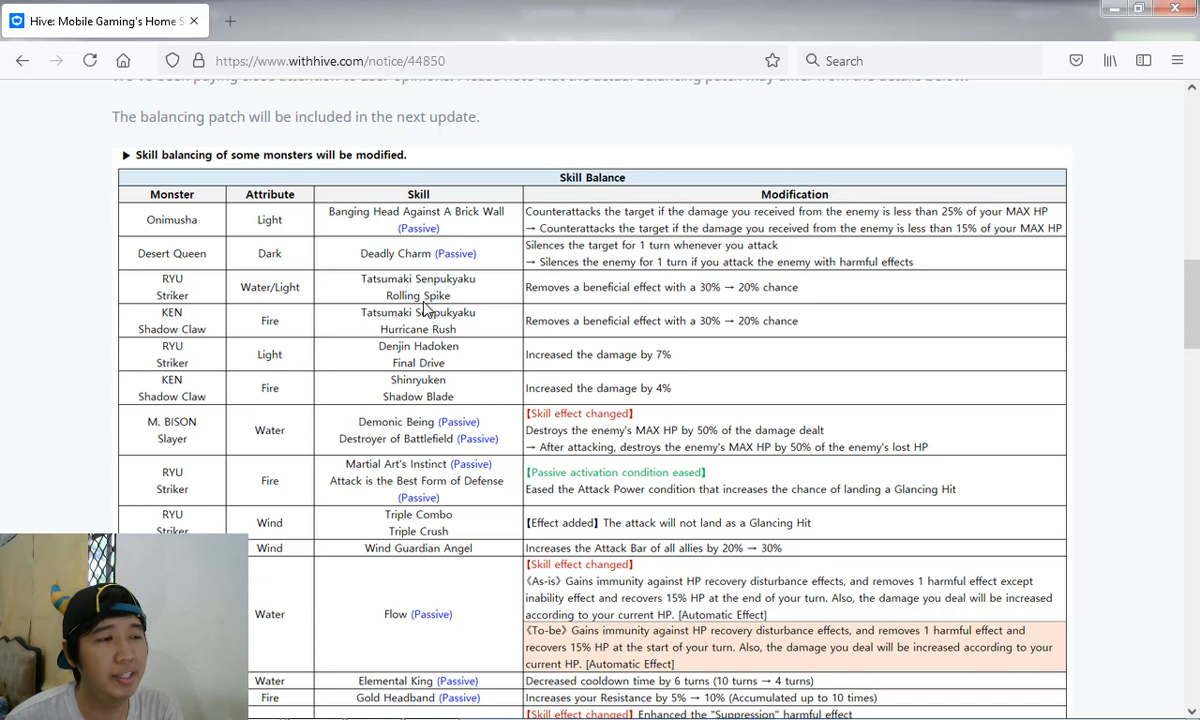 Hive: Mobile Gaming's Home S
https://www.withhive.com/notice/44850
Search
The balancing patch will be included in the next update.
▶ Skill balancing of some monsters will be modified.
Skill Balance
Monster Attribute Skill Modification
Onimusha Light Banging Head Against A Brick Wall (Passive) Counterattacks the target if the damage you received from the enemy is less than 25% of your MAX HP
→ Counterattacks the target if the damage you received from the enemy is less than 15% of your MAX HP
Desert Queen Dark Deadly Charm (Passive) Silences the target for 1 turn whenever you attack
→ Silences the enemy for 1 turn if you attack the enemy with harmful effects
RYU
Striker
Water/Light
Tatsumaki Senpukyaku
Rolling Spike
Removes a beneficial effect with a 30% → 20% chance
KEN
Shadow Claw
Fire
Tatsumaki Senpukyaku
Hurricane Rush
Removes a beneficial effect with a 30% → 20% chance
RYU
Striker
Light
Denjin Hadoken
Final Drive
Increased the damage by 7%
KEN
Shadow Claw
Fire
Shinryuken
Shadow Blade
Increased the damage by 4%
M. BISON
Slayer
Water
Demonic Being (Passive)
Destroyer of Battlefield (Passive)
【Skill effect changed】
Destroys the enemy's MAX HP by 50% of the damage dealt
→ After attacking, destroys the enemy's MAX HP by 50% of the enemy's lost HP
RYU
Striker
Fire
Martial Art's Instinct (Passive)
Attack is the Best Form of Defense
(Passive)
【Passive activation condition eased】
Eased the Attack Power condition that increases the chance of landing a Glancing Hit
RYU
Striker
Wind
Triple Combo
Triple Crush
【Effect added】 The attack will not land as a Glancing Hit
Wind Wind Guardian Angel Increases the Attack Bar of all allies by 20% → 30%
Water
Flow (Passive)
【Skill effect changed】
《As-is》 Gains immunity against HP recovery disturbance effects, and removes 1 harmful effect except
inability effect and recovers 15% HP at the end of your turn. Also, the damage you deal will be increased
according to your current HP. [Automatic Effect]
《To-be》 Gains immunity against HP recovery disturbance effects, and removes 1 harmful effect and
recovers 15% HP at the start of your turn. Also, the damage you deal will be increased according to your
current HP. [Automatic Effect]
Water Elemental King (Passive) Decreased cooldown time by 6 turns (10 turns → 4 turns)
Fire Gold Headband (Passive) Increases your Resistance by 5% → 10% (Accumulated up to 10 times)
【Skill effect changed】 Enhanced the "Suppression" harmful effect